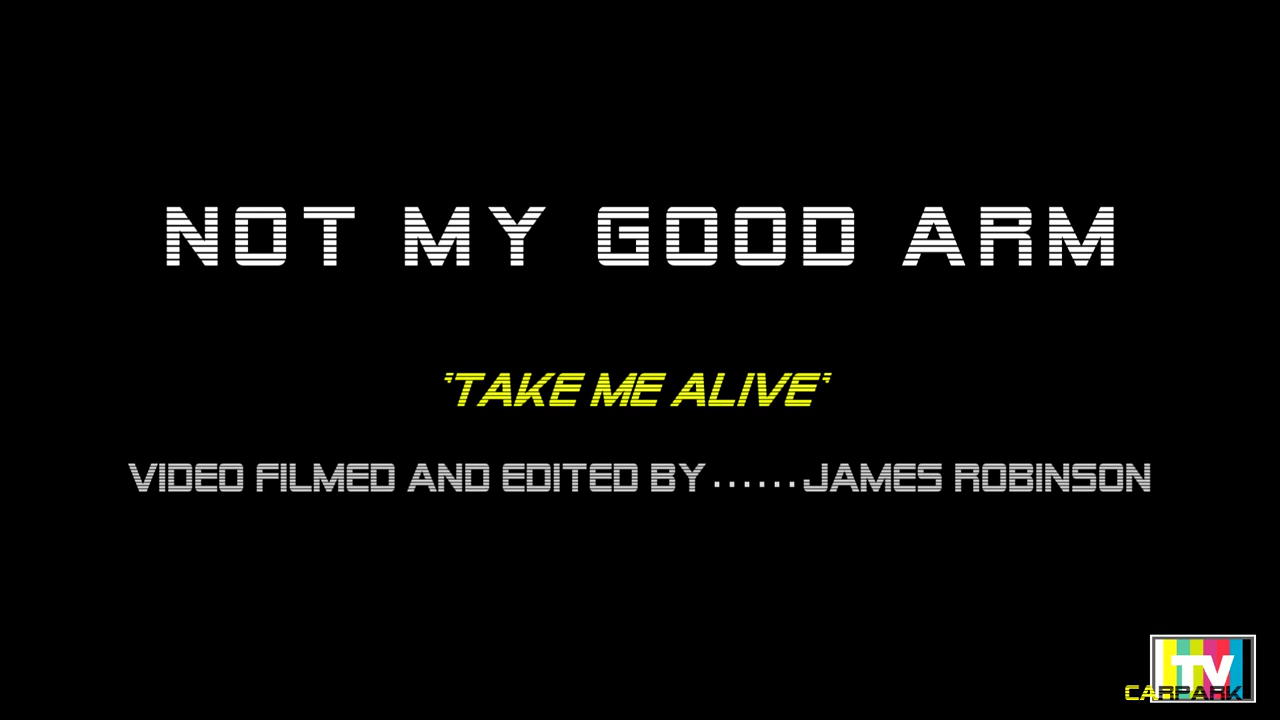 NOT MY GOOD ARM
'TAKE ME ALIVE'
VIDEO FILMED AND EDITED BY ......JAMES ROBINSON
TV
CARPARK